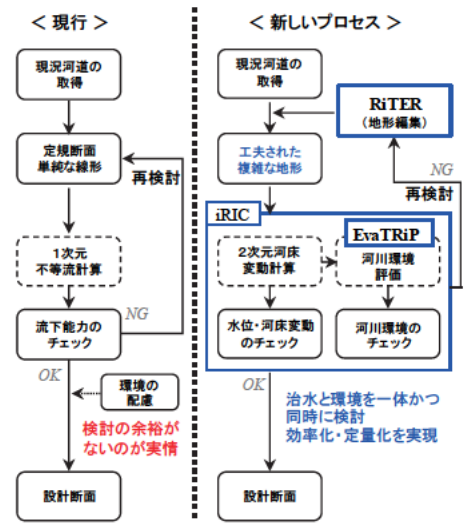 ＜ 現行 ＞
現況河道の
取得
定規断面
単純な線形
再検討
1次元
不等流計算
流下能力の
チェック
NG
OK
環境の
配慮
検討の余裕が
ないのが実情
設計断面
＜ 新しいプロセス ＞
現況河道の
取得
RiTER
（地形編集）
工夫された
複雑な地形
NG
再検討
iRIC
EvaTRiP
2次元河床
変動計算
河川環境
評価
水位・河床変動
のチェック
河川環境の
チェック
OK
治水と環境を一体かつ
同時に検討
効率化・定量化を実現
設計断面